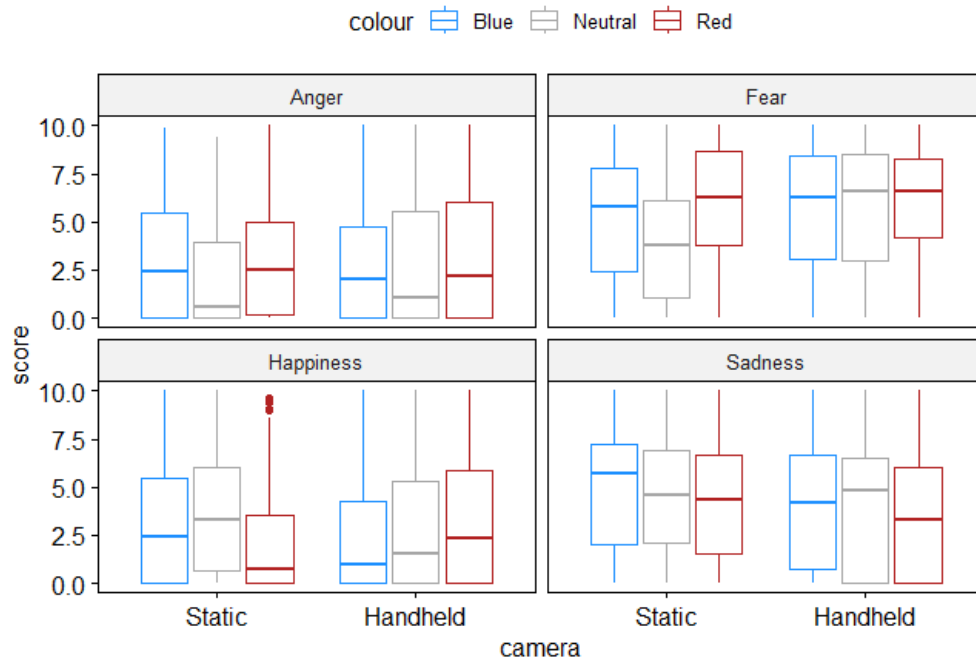 colour Blue Neutral Red
Anger Fear
10.0
7.5
5.0
2.5
0.0
score
Happiness Sadness
10.0
7.5
5.0
2.5
0.0
Static Handheld Static Handheld
camera